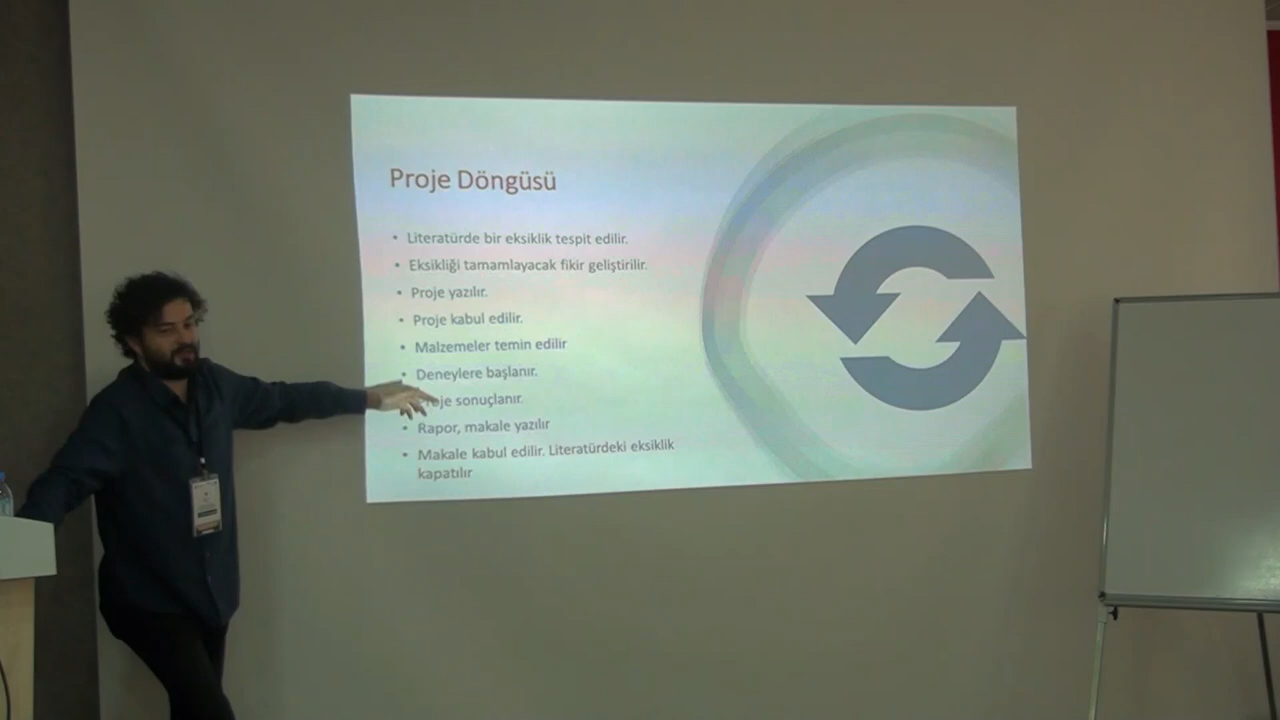 Proje Döngüsü
• Literatürde bir eksiklik tespit edilir.
• Eksikliği tamamlayacak fikir geliştirilir.
• Proje yazılır.
• Proje kabul edilir.
• Malzemeler temin edilir
• Deneylere başlanır.
sonuçlanır.
• Rapor, makale yazılır
• Makale kabul edilir. Literatürdeki eksiklik
kapatılır